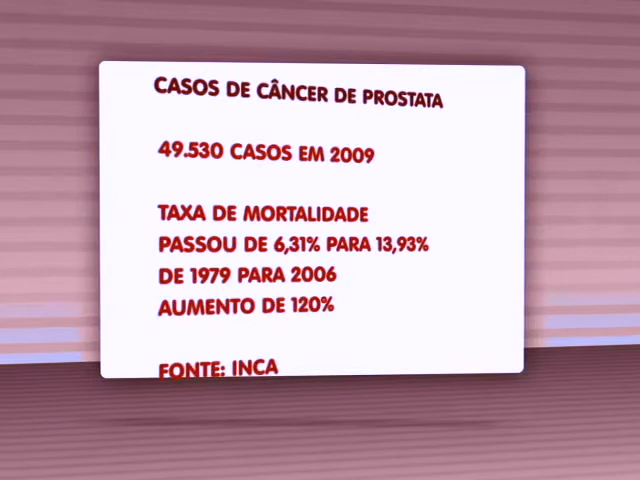 CASOS DE CÂNCER DE PROSTATA
49.530 CASOS EM 2009
TAXA DE MORTALIDADE
PASSOU DE 6,31% PARA 13,93%
DE 1979 PARA 2006
AUMENTO DE 120%
FONTE: INCA